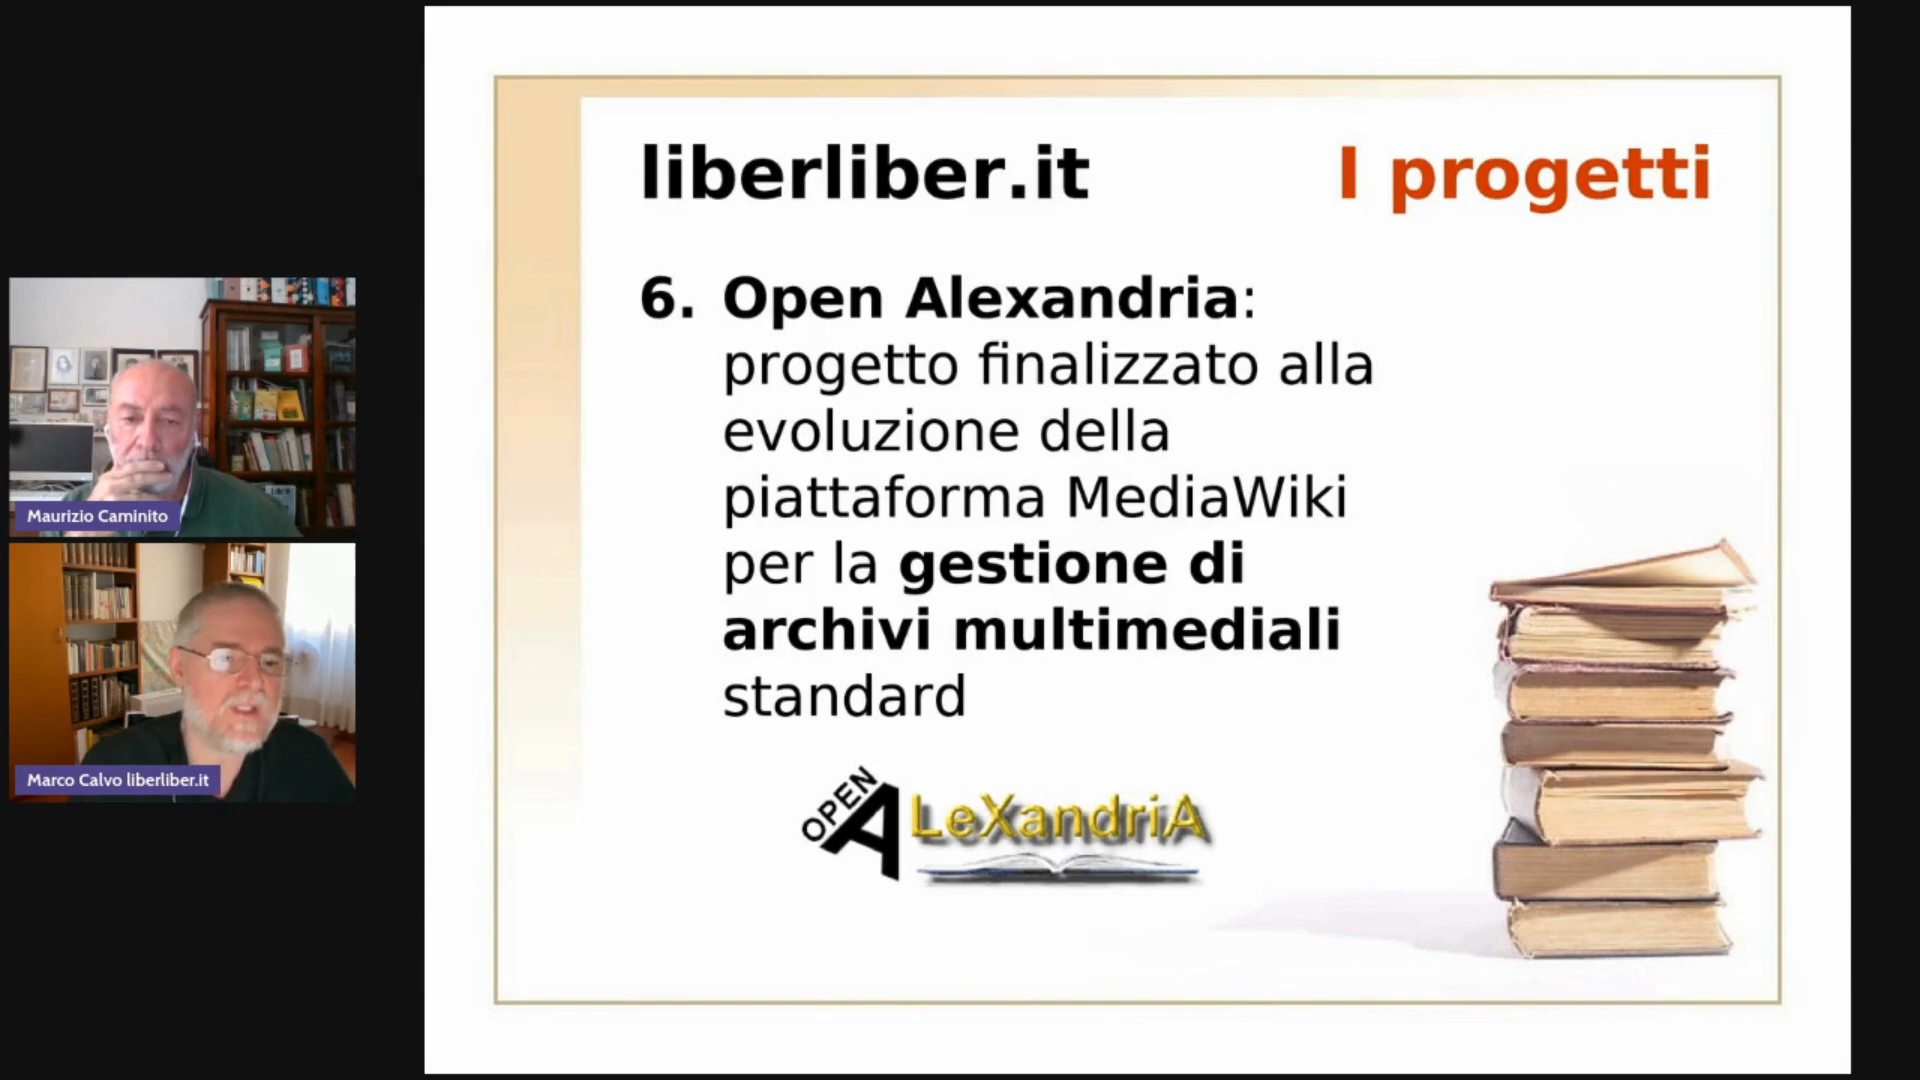 liberliber.it
I progetti
6. Open Alexandria:
progetto finalizzato alla
evoluzione della
piattaforma MediaWiki
per la gestione di
archivi multimediali
standard
OPEN
ALeXandriA
Maurizio Caminito
Marco Calvo liberliber.it